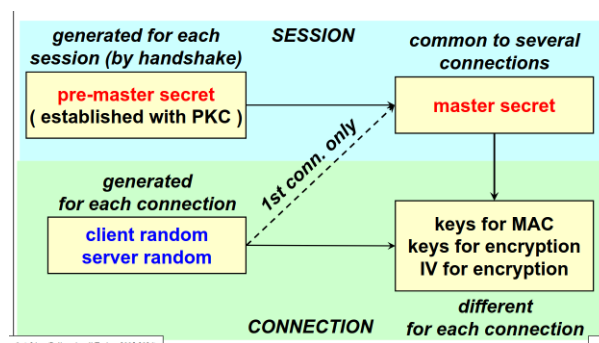 generated for each
session (by handshake)
SESSION
common to several
connections
pre-master secret
( established with PKC )
master secret
1st conn. only
generated
for each connection
client random
server random
keys for MAC
keys for encryption
IV for encryption
different
for each connection
CONNECTION